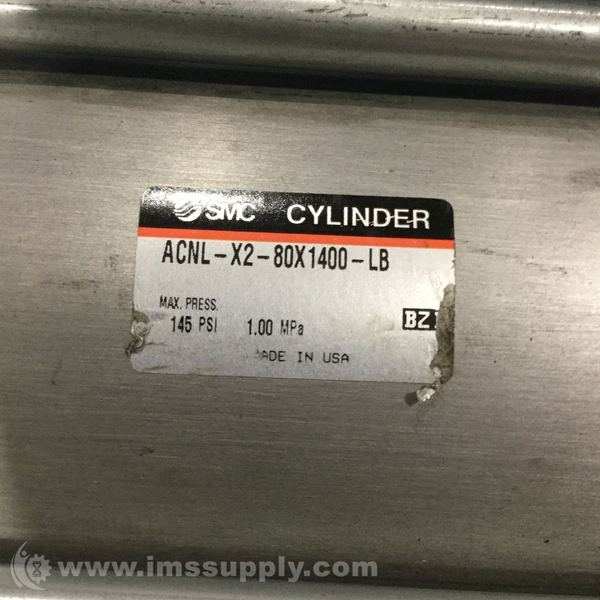 SMC CYLINDER
ACNL-X2-80X1400-LB
MAX. PRESS.
145 PSI 1.00 MPa
BZ
ADE IN USA
www.imssupply.com